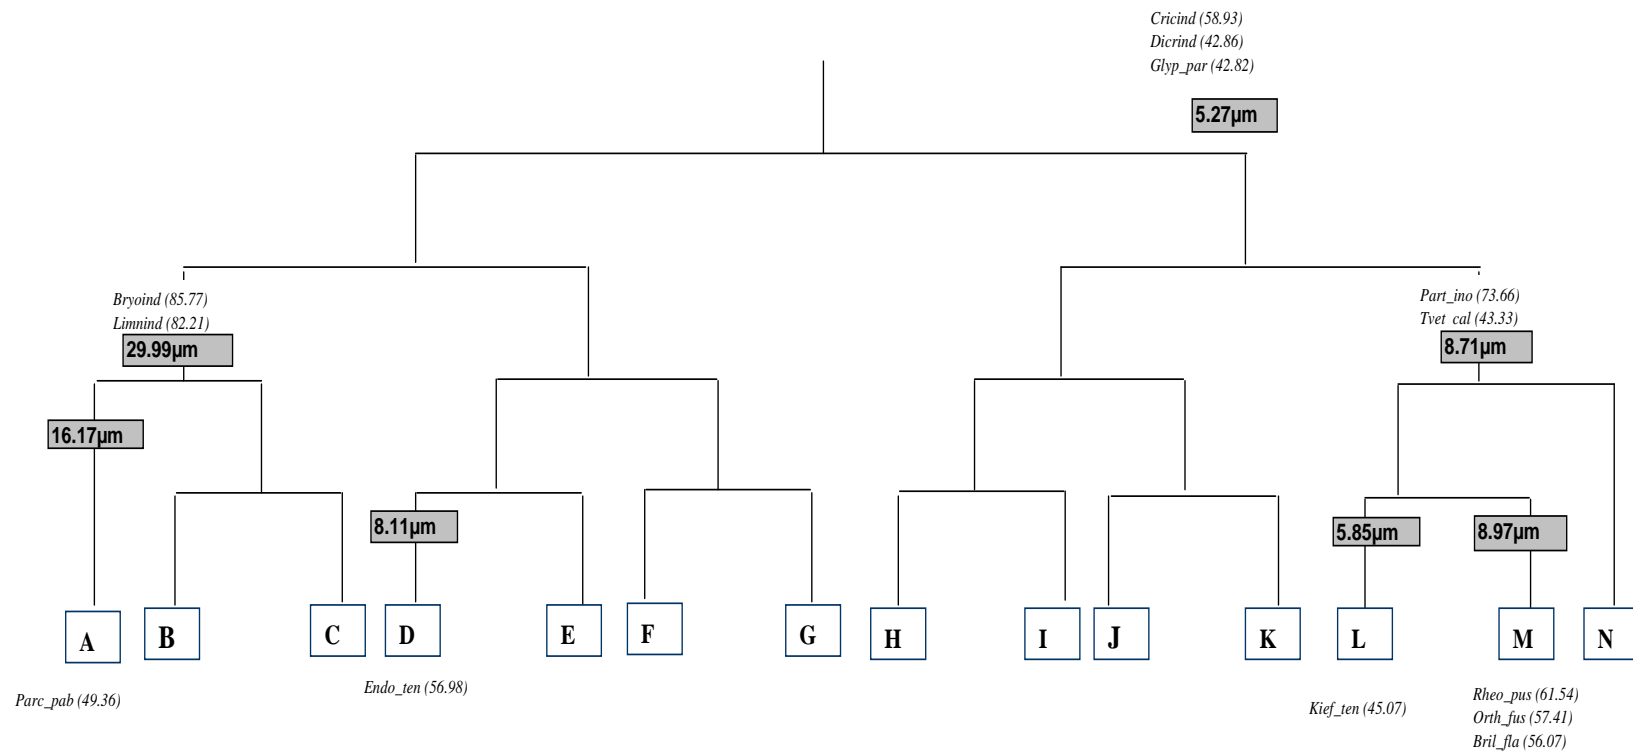 Cricind (58.93)
Dicrind (42.86)
Glyp_par (42.82)
5.27µm
Bryoind (85.77)
Limnind (82.21)
29.99µm
Part_ino (73.66)
Tvet_cal (43.33)
8.71µm
16.17µm
8.11µm
5.85µm
8.97µm
A B C D E F G H I J K L M N
Parc_pab (49.36)
Endo_ten (56.98)
Kief_ten (45.07)
Rheo_pus (61.54)
Orth_fus (57.41)
Bril_fla (56.07)